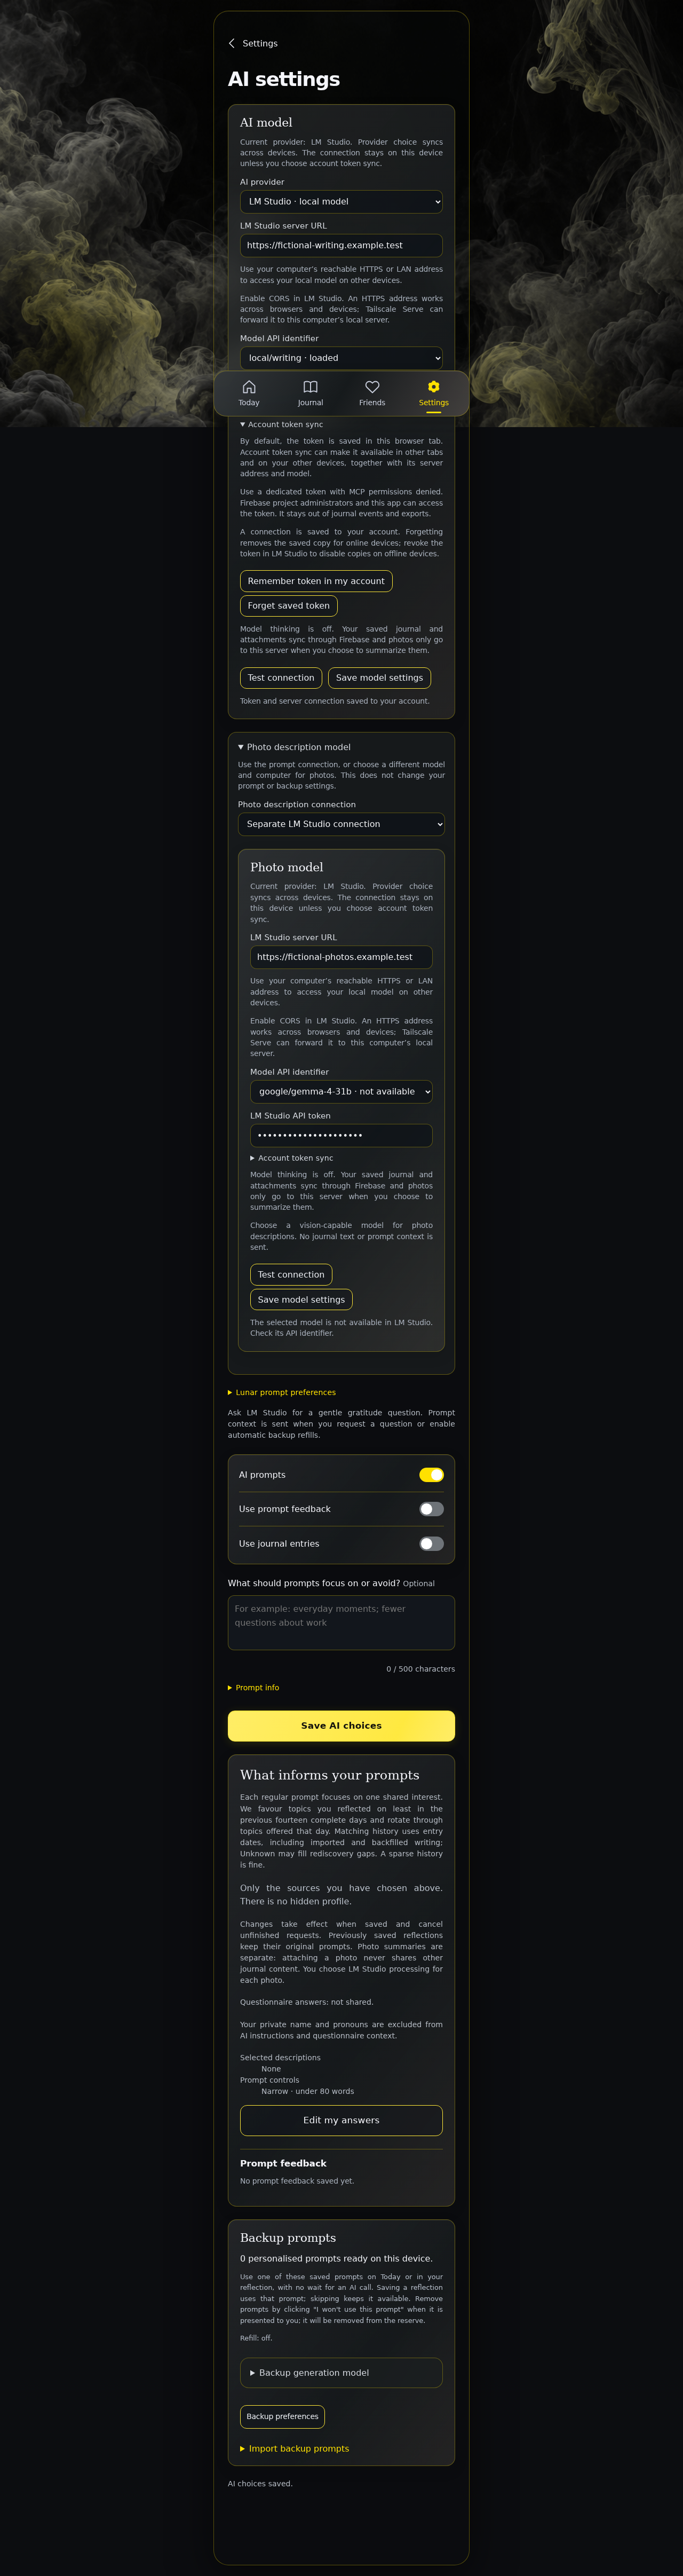 Settings
AI settings
AI model
Current provider: LM Studio. Provider choice syncs
across devices. The connection stays on this device
unless you choose account token sync.
AI provider
LM Studio · local model
LM Studio server URL
https://fictional-writing.example.test
Use your computer’s reachable HTTPS or LAN address
to access your local model on other devices.
Enable CORS in LM Studio. An HTTPS address works
across browsers and devices; Tailscale Serve can
forward it to this computer’s local server.
Model API identifier
local/writing · loaded
Today
Journal
Friends
Settings
▼ Account token sync
By default, the token is saved in this browser tab.
Account token sync can make it available in other tabs
and on your other devices, together with its server
address and model.
Use a dedicated token with MCP permissions denied.
Firebase project administrators and this app can access
the token. It stays out of journal events and exports.
A connection is saved to your account. Forgetting
removes the saved copy for online devices; revoke the
token in LM Studio to disable copies on offline devices.
Remember token in my account
Forget saved token
Model thinking is off. Your saved journal and
attachments sync through Firebase and photos only go
to this server when you choose to summarize them.
Test connection
Save model settings
Token and server connection saved to your account.
▼ Photo description model
Use the prompt connection, or choose a different model
and computer for photos. This does not change your
prompt or backup settings.
Photo description connection
Separate LM Studio connection
Photo model
Current provider: LM Studio. Provider choice
syncs across devices. The connection stays on
this device unless you choose account token
sync.
LM Studio server URL
https://fictional-photos.example.test
Use your computer’s reachable HTTPS or LAN
address to access your local model on other
devices.
Enable CORS in LM Studio. An HTTPS address
works across browsers and devices; Tailscale
Serve can forward it to this computer’s local
server.
Model API identifier
google/gemma-4-31b · not available
LM Studio API token
••••••••••••••••••••
▶ Account token sync
Model thinking is off. Your saved journal and
attachments sync through Firebase and photos
only go to this server when you choose to
summarize them.
Choose a vision-capable model for photo
descriptions. No journal text or prompt context is
sent.
Test connection
Save model settings
The selected model is not available in LM Studio.
Check its API identifier.
▶ Lunar prompt preferences
Ask LM Studio for a gentle gratitude question. Prompt
context is sent when you request a question or enable
automatic backup refills.
AI prompts
Use prompt feedback
Use journal entries
What should prompts focus on or avoid? Optional
For example: everyday moments; fewer
questions about work
0 / 500 characters
▶ Prompt info
Save AI choices
What informs your prompts
Each regular prompt focuses on one shared interest.
We favour topics you reflected on least in the
previous fourteen complete days and rotate through
topics offered that day. Matching history uses entry
dates, including imported and backfilled writing;
Unknown may fill rediscovery gaps. A sparse history
is fine.
Only the sources you have chosen above.
There is no hidden profile.
Changes take effect when saved and cancel
unfinished requests. Previously saved reflections
keep their original prompts. Photo summaries are
separate: attaching a photo never shares other
journal content. You choose LM Studio processing for
each photo.
Questionnaire answers: not shared.
Your private name and pronouns are excluded from
AI instructions and questionnaire context.
Selected descriptions
None
Prompt controls
Narrow · under 80 words
Edit my answers
Prompt feedback
No prompt feedback saved yet.
Backup prompts
0 personalised prompts ready on this device.
Use one of these saved prompts on Today or in your
reflection, with no wait for an AI call. Saving a reflection
uses that prompt; skipping keeps it available. Remove
prompts by clicking "I won't use this prompt" when it is
presented to you; it will be removed from the reserve.
Refill: off.
▶ Backup generation model
Backup preferences
▶ Import backup prompts
AI choices saved.